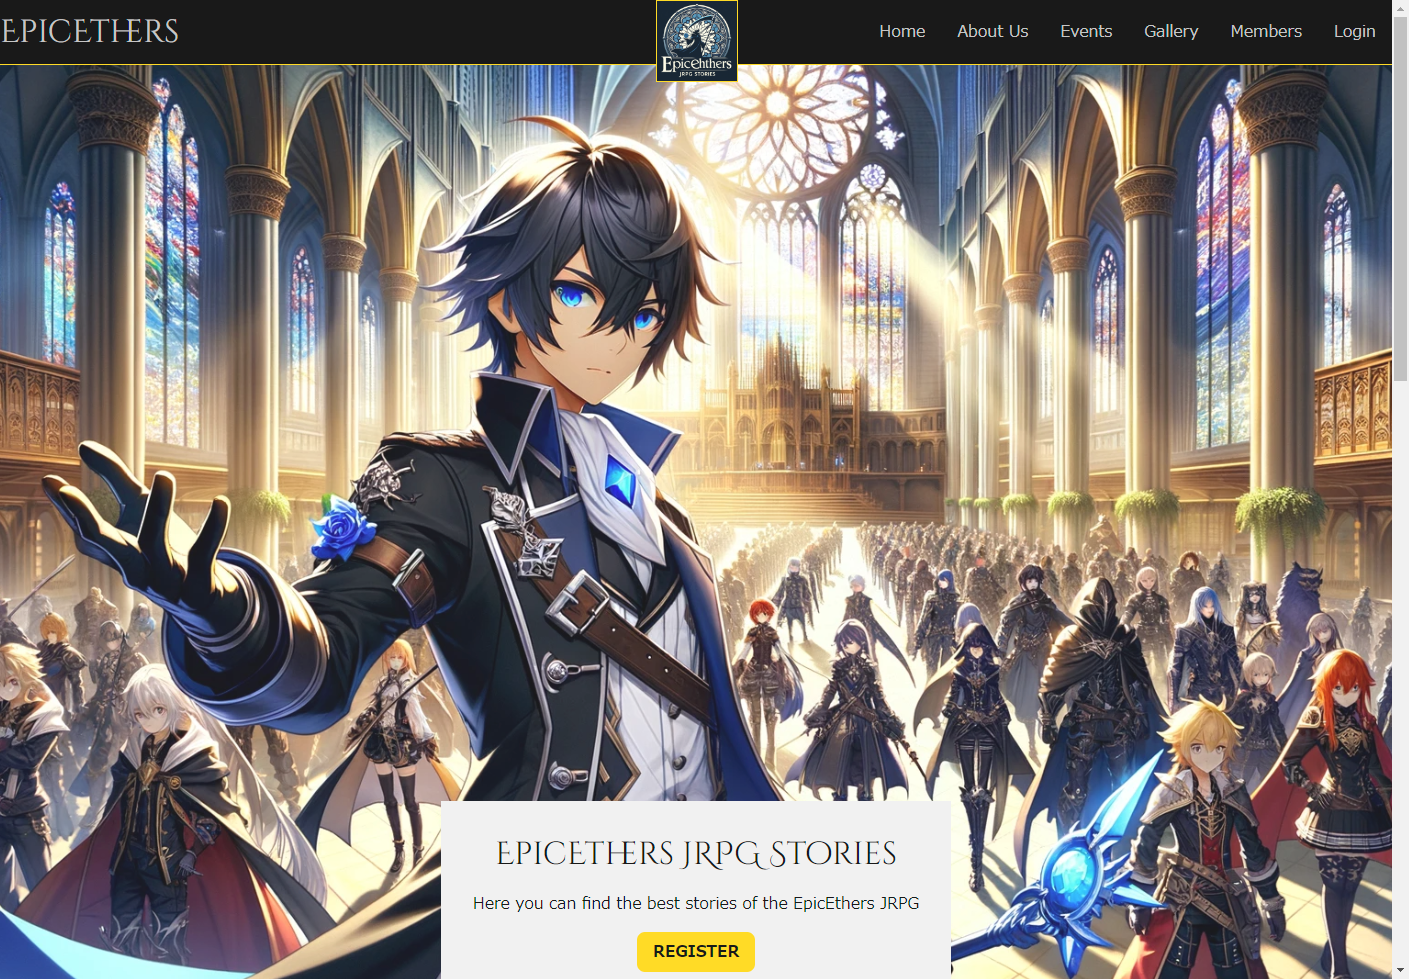 EPICETHERS
EpicEhthers
JRPG STORIES
Home About Us Events Gallery Members Login
EPICETHERS JRPG STORIES
Here you can find the best stories of the EpicEthers JRPG
REGISTER